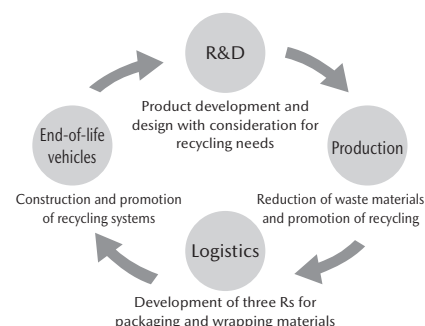 R&D
Product development and
design with consideration for
recycling needs
Production
Reduction of waste materials
and promotion of recycling
Logistics
Development of three Rs for
packaging and wrapping materials
End-of-life
vehicles
Construction and promotion
of recycling systems